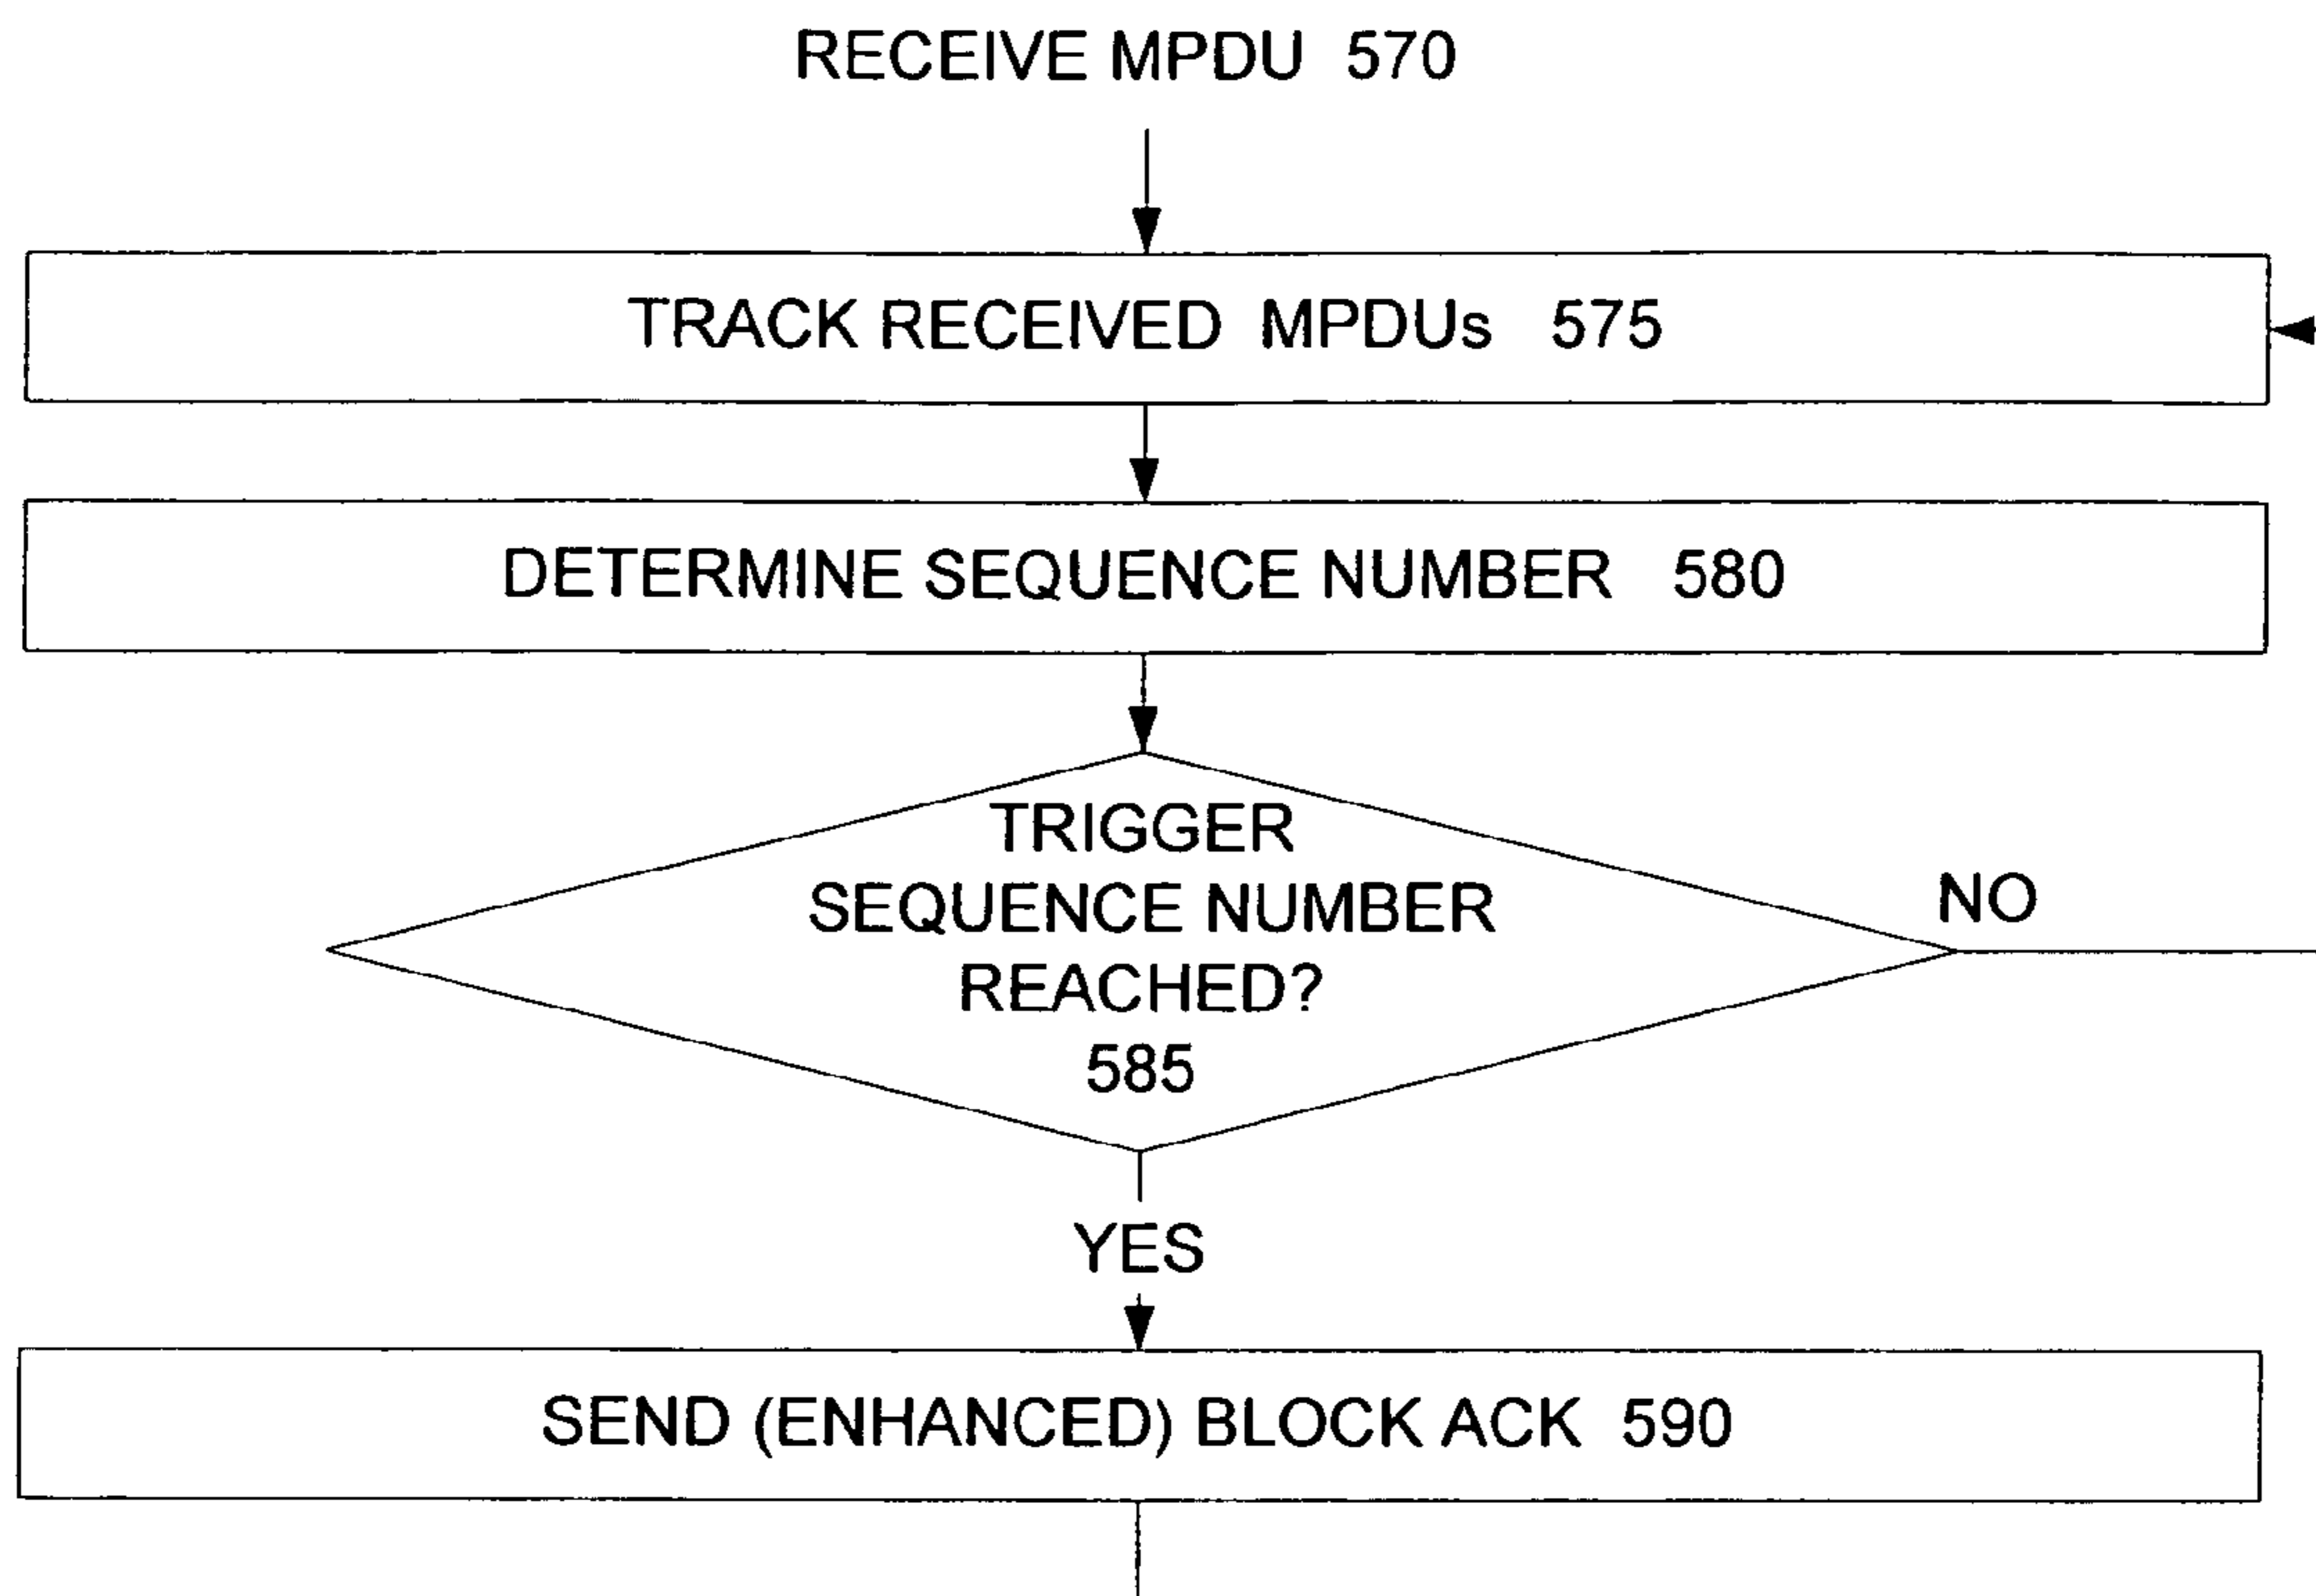 RECEIVE MPDU 570
TRACK RECEIVED MPDUs 575
DETERMINE SEQUENCE NUMBER 580
TRIGGER
SEQUENCE NUMBER
REACHED?
585
NO
YES
SEND (ENHANCED) BLOCK ACK 590